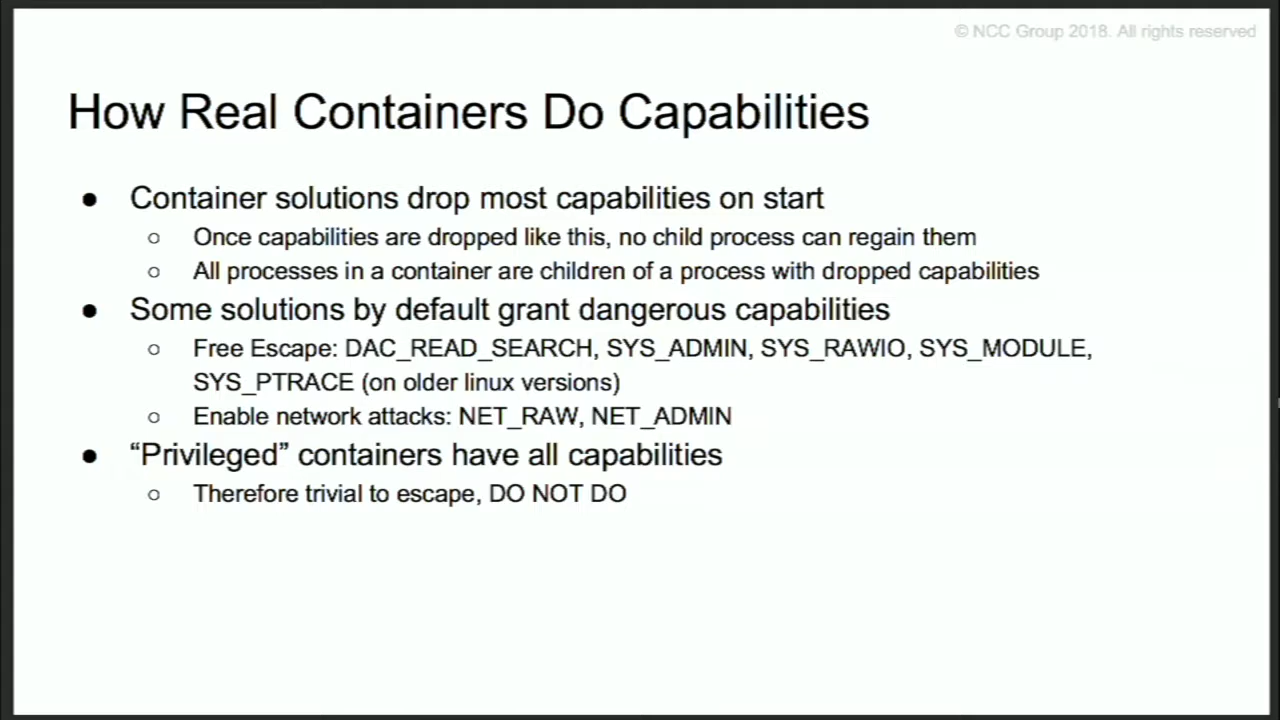 © NCC Group 2018. All rights reserved
How Real Containers Do Capabilities
● Container solutions drop most capabilities on start
○ Once capabilities are dropped like this, no child process can regain them
○ All processes in a container are children of a process with dropped capabilities
● Some solutions by default grant dangerous capabilities
○ Free Escape: DAC_READ_SEARCH, SYS_ADMIN, SYS_RAWIO, SYS_MODULE,
SYS_PTRACE (on older linux versions)
○ Enable network attacks: NET_RAW, NET_ADMIN
● “Privileged” containers have all capabilities
○ Therefore trivial to escape, DO NOT DO